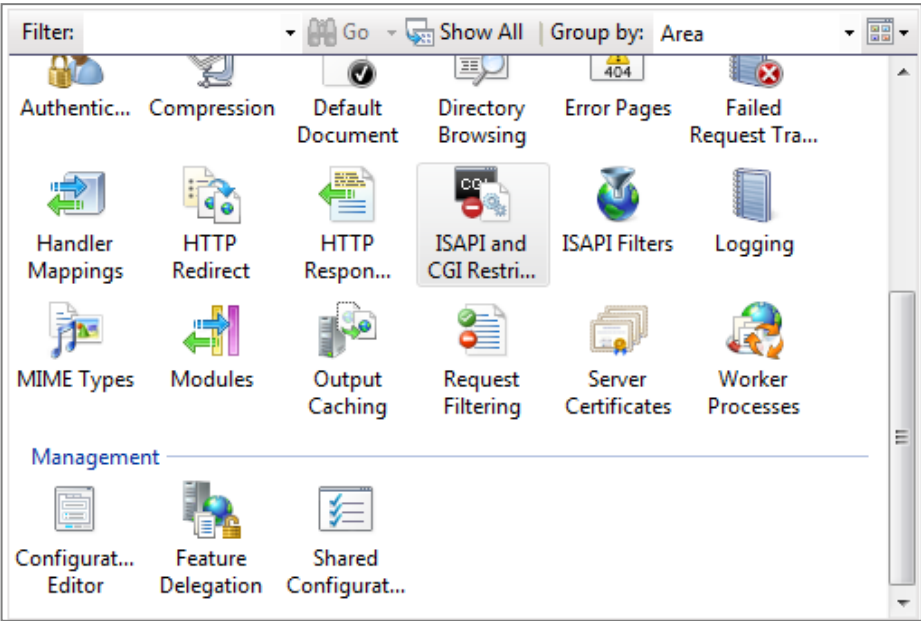 Filter: Go Show All Group by: Area
404
Authentic... Compression Default Document Directory Browsing Error Pages Failed Request Tra...
CGI
Handler Mappings HTTP Redirect HTTP Respon... ISAPI and CGI Restri... ISAPI Filters Logging
MIME Types Modules Output Caching Request Filtering Server Certificates Worker Processes
Management
Configurat... Editor Feature Delegation Shared Configurat...